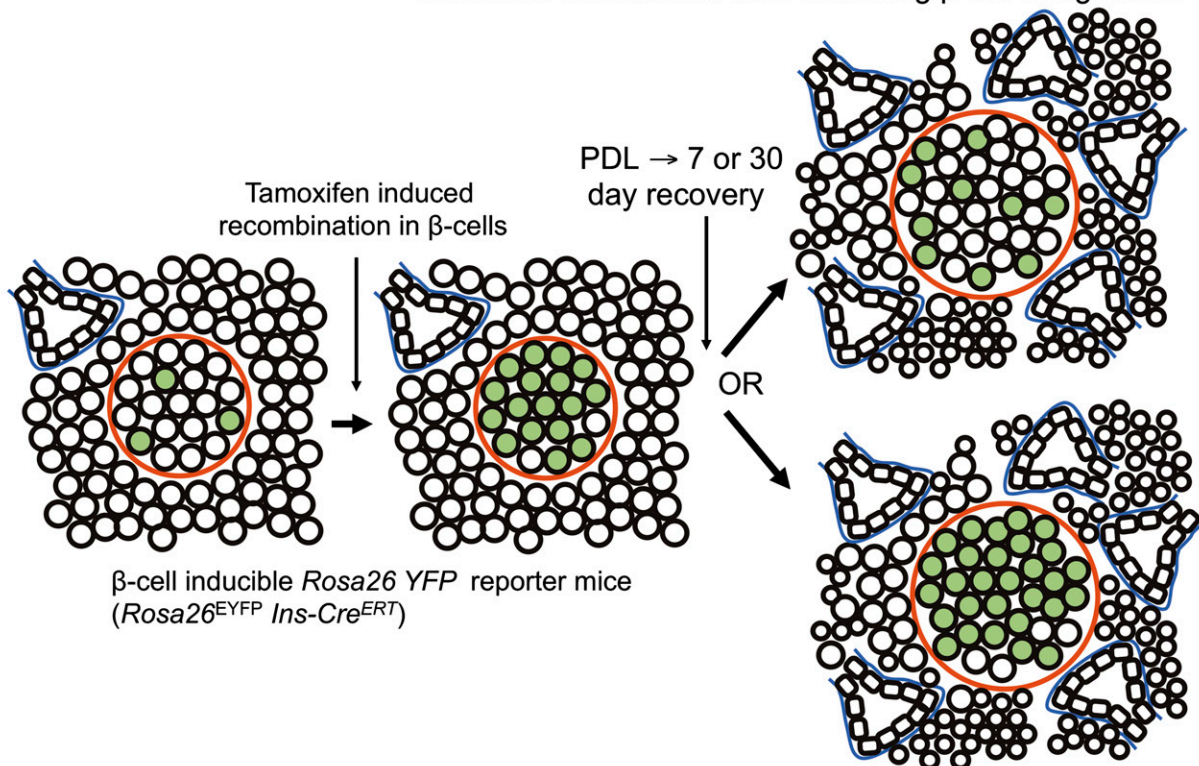 Tamoxifen induced
recombination in β-cells
PDL → 7 or 30
day recovery
OR
β-cell inducible Rosa26 YFP reporter mice
(Rosa26EYFP Ins-CreERT)